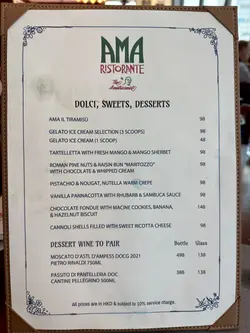 AMA
RISTORANTE
DOLCI, SWEETS, DESSERTS
AMA IL TIRAMISÙ 98
GELATO ICE CREAM SELECTION (3 SCOOPS) 98
GELATO ICE CREAM (1 SCOOP) 48
TARTELLETTA WITH FRESH MANGO & MANGO SHERBET 98
ROMAN PINE NUTS & RAISIN BUN "MARITOZZO" 98
WITH CHOCOLATE & WHIPPED CREAM
PISTACHIO & NOUGAT, NUTELLA WARM CREPE 98
VANILLA PANNACOTTA WITH RHUBARB & SAMBUCA SAUCE 98
CHOCOLATE FONDUE WITH MACINE COOKIES, BANANA, 148
& HAZELNUT BISCUIT
CANNOLI SHELLS FILLED WITH SWEET RICOTTA CHEESE 98
DESSERT WINE TO PAIR Bottle Glass
MOSCATO D'ASTI, D'AMPESS DOCG 2021 498 138
PIETRO RINALDI 750ML
PASSITO DI PANTELLERIA DOC 388 138
CANTINE PELLEGRINO 500ML
All prices are in HKD & subject to 10% service charge.